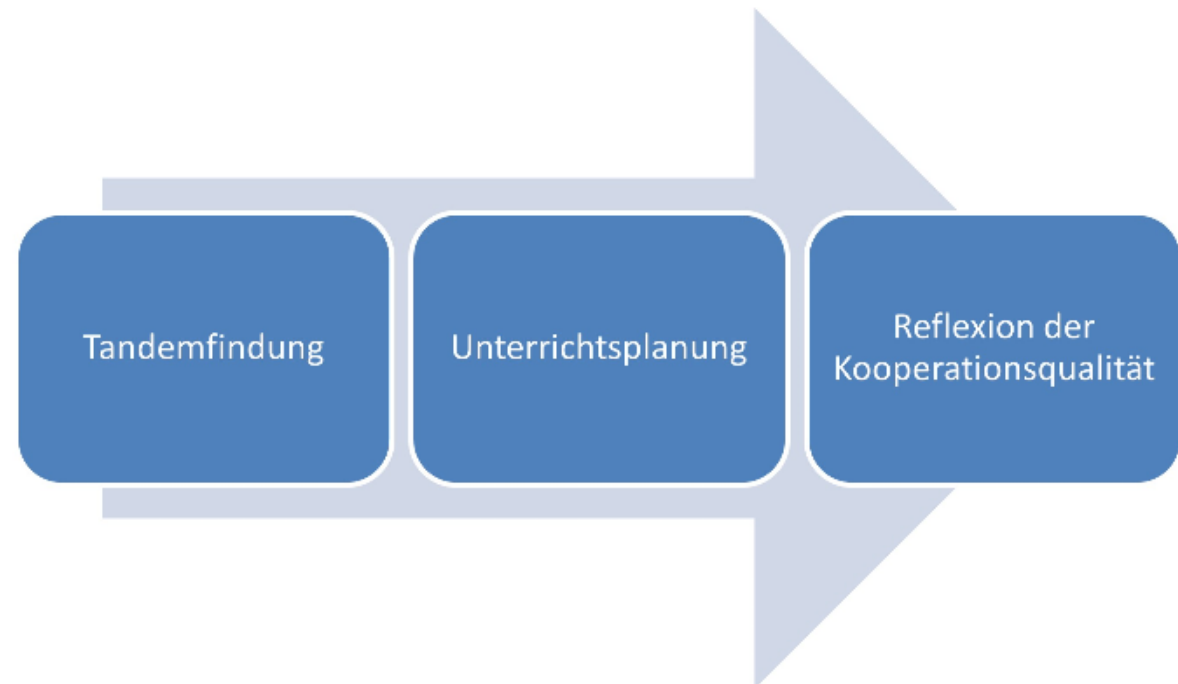 Tandemfindung
Unterrichtsplanung
Reflexion der
Kooperationsqualität